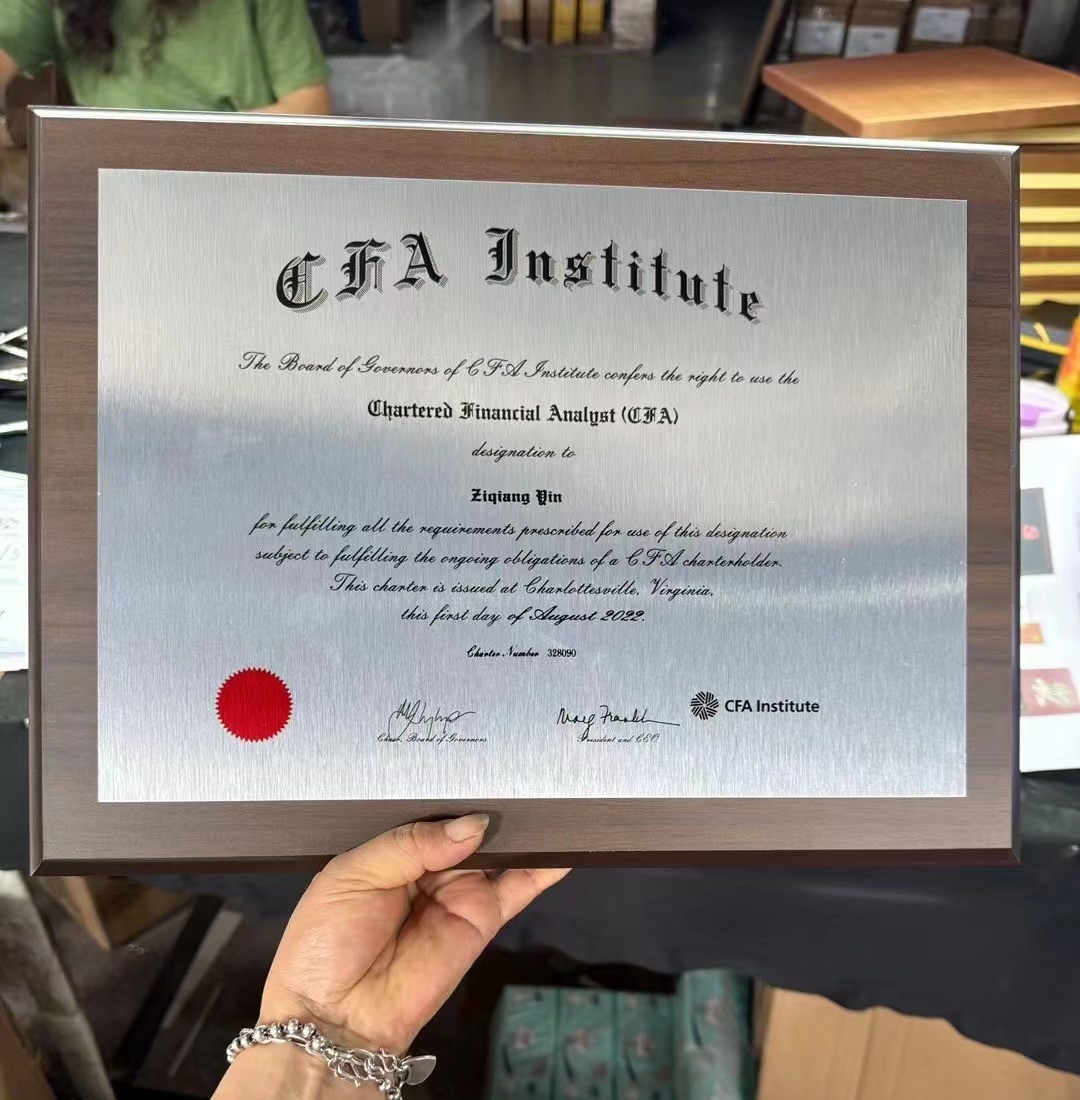 CFA Institute
The Board of Governors of CFA Institute confers the right to use the
Chartered Financial Analyst (CFA)
designation to
Ziqiang Yin
for fulfilling all the requirements prescribed for use of this designation
subject to fulfilling the ongoing obligations of a CFA charterholder.
This charter is issued at Charlottesville, Virginia,
this first day of August 2022.
Charter Number 328090
CFA Institute
Chair, Board of Governors
President and CEO